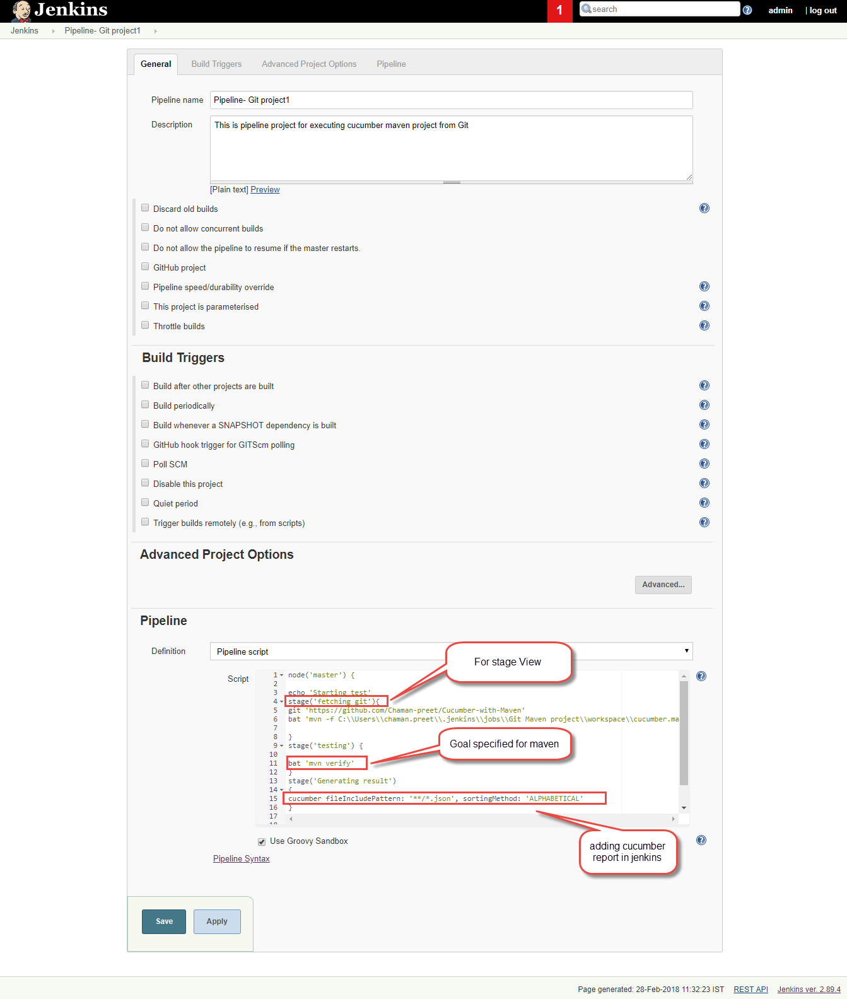 Jenkins
1
search
admin
| log out
Jenkins
Pipeline- Git project1
General
Build Triggers
Advanced Project Options
Pipeline
Pipeline name
Pipeline- Git project1
Description
This is pipeline project for executing cucumber maven project from Git
[Plain text] Preview
Discard old builds
Do not allow concurrent builds
Do not allow the pipeline to resume if the master restarts.
GitHub project
Pipeline speed/durability override
This project is parameterised
Throttle builds
Build Triggers
Build after other projects are built
Build periodically
Build whenever a SNAPSHOT dependency is built
GitHub hook trigger for GITScm polling
Poll SCM
Disable this project
Quiet period
Trigger builds remotely (e.g., from scripts)
Advanced Project Options
Advanced...
Pipeline
Definition
Pipeline script
For stage View
Script
1 node('master') {
2
3 echo 'Starting test'
4 stage('fetching git'){
5 git 'https://github.com/Chaman-preet/Cucumber-with-Maven'
6 bat 'mvn -f C:\\Users\\chaman.preet\\.jenkins\\jobs\\Git Maven project\\workspace\\cucumber.ma
7
8 }
9 stage('testing') {
Goal specified for maven
10
11 bat 'mvn verify'
12 }
13 stage('Generating result')
14 {
15 cucumber fileIncludePattern: '**/*.json', sortingMethod: 'ALPHABETICAL'
16 }
17
18
Use Groovy Sandbox
adding cucumber
report in jenkins
Pipeline Syntax
Save
Apply
Page generated: 28-Feb-2018 11:32:23 IST
REST API
Jenkins ver. 2.89.4